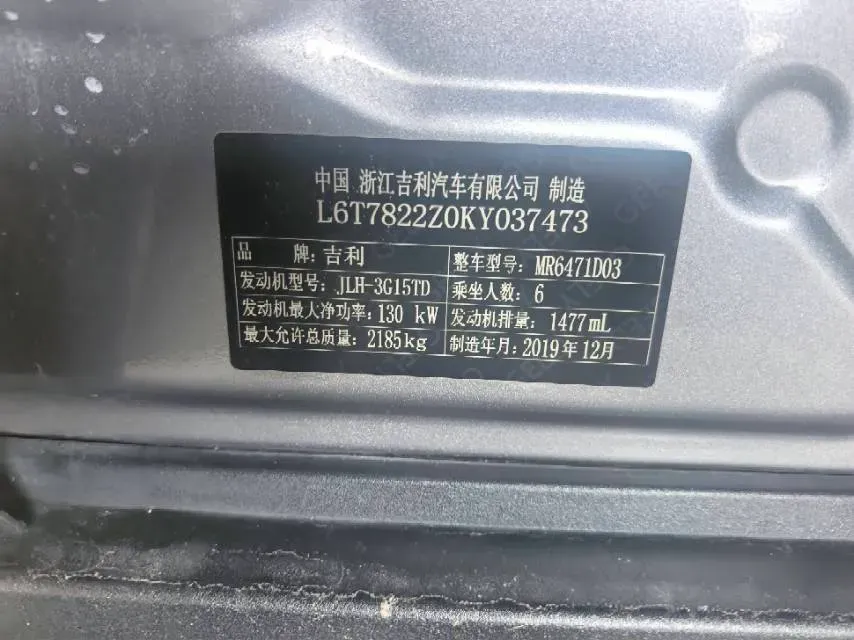 中国 浙江吉利汽车有限公司 制造
L6T7822Z0KY037473
品 牌：吉利 整车型号：MR6471D03
发动机型号：JLH-3G15TD 乘坐人数：6
发动机最大净功率：130 kW 发动机排量：1477mL
最大允许总质量：2185kg 制造年月：2019年12月